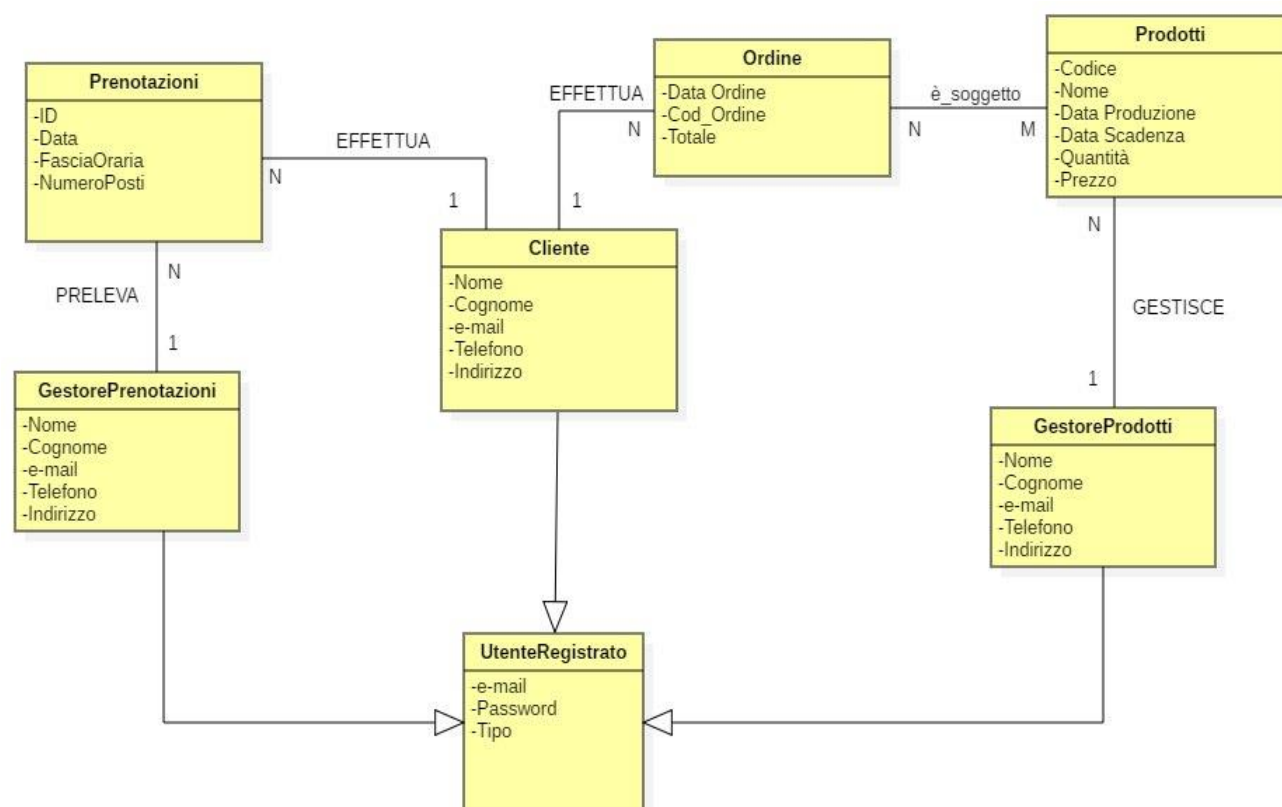 Prenotazioni
-ID
-Data
-FasciaOraria
-NumeroPosti
EFFETTUA
N
1
Ordine
-Data Ordine
-Cod_Ordine
-Totale
EFFETTUA
N
1
è_soggetto
N
M
Prodotti
-Codice
-Nome
-Data Produzione
-Data Scadenza
-Quantità
-Prezzo
Cliente
-Nome
-Cognome
-e-mail
-Telefono
-Indirizzo
N
PRELEVA
1
N
GESTISCE
1
GestorePrenotazioni
-Nome
-Cognome
-e-mail
-Telefono
-Indirizzo
GestoreProdotti
-Nome
-Cognome
-e-mail
-Telefono
-Indirizzo
UtenteRegistrato
-e-mail
-Password
-Tipo